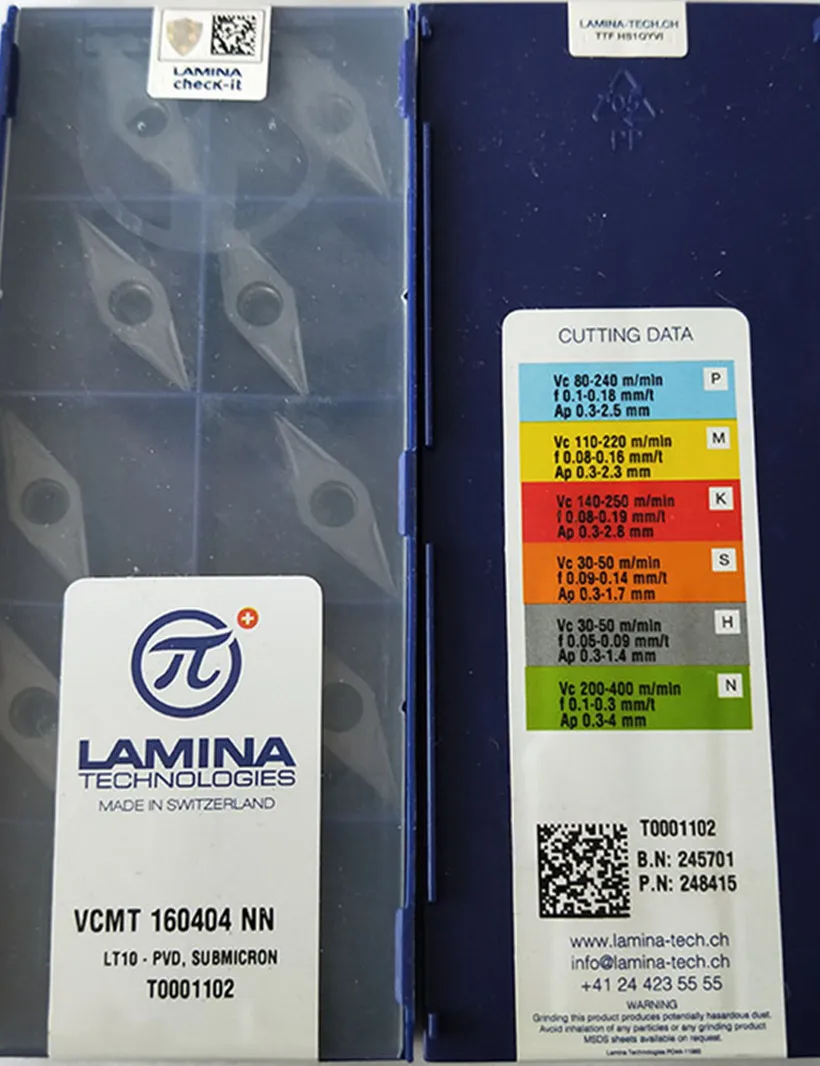 LAMINA
check-it
π
LAMINA
TECHNOLOGIES
MADE IN SWITZERLAND
VCMT 160404 NN
LT10 - PVD, SUBMICRON
T0001102
LAMINA-TECH.CH
TTF HS1QYVI
PP
CUTTING DATA
Vc 80-240 m/min
P
f 0.1-0.18 mm/t
Ap 0.3-2.5 mm
Vc 110-220 m/min
M
f 0.08-0.16 mm/t
Ap 0.3-2.3 mm
Vc 140-250 m/min
K
f 0.08-0.19 mm/t
Ap 0.3-2.8 mm
Vc 30-50 m/min
S
f 0.09-0.14 mm/t
Ap 0.3-1.7 mm
Vc 30-50 m/min
H
f 0.05-0.09 mm/t
Ap 0.3-1.4 mm
Vc 200-400 m/min
N
f 0.1-0.3 mm/t
Ap 0.3-4 mm
T0001102
B.N: 245701
P.N: 248415
www.lamina-tech.ch
info@lamina-tech.ch
+41 24 423 55 55
WARNING
Grinding this product produces potentially hazardous dust.
Avoid inhalation of any particles or any grinding product
MSDS sheets available on request.
Lamina Technologies